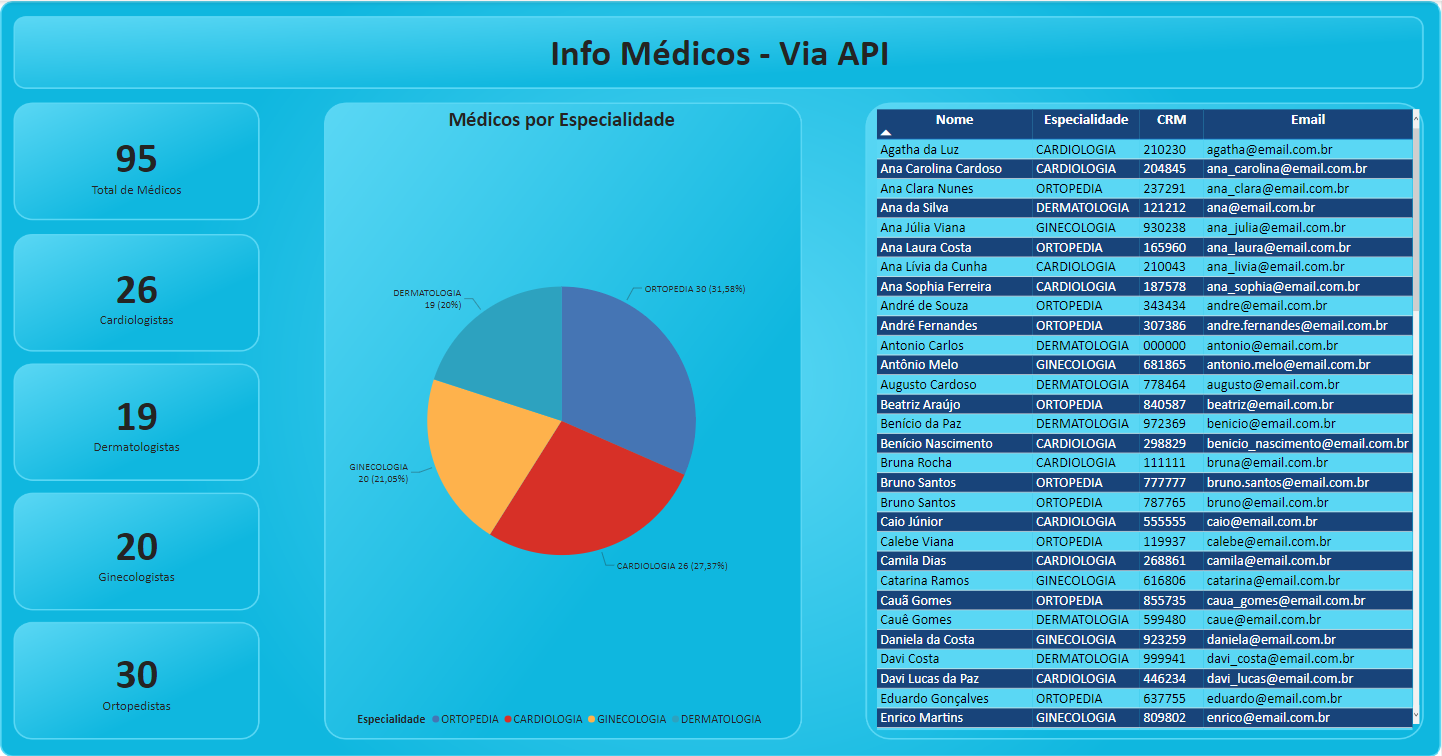 Info Médicos - Via API
95
Total de Médicos
26
Cardiologistas
19
Dermatologistas
20
Ginecologistas
30
Ortopedistas
Médicos por Especialidade
DERMATOLOGIA
19 (20%)
ORTOPEDIA 30 (31,58%)
GINECOLOGIA
20 (21,05%)
CARDIOLOGIA 26 (27,37%)
Especialidade ORTOPEDIA CARDIOLOGIA GINECOLOGIA DERMATOLOGIA
Nome Especialidade CRM Email
Agatha da Luz CARDIOLOGIA 210230 agatha@email.com.br
Ana Carolina Cardoso CARDIOLOGIA 204845 ana_carolina@email.com.br
Ana Clara Nunes ORTOPEDIA 237291 ana_clara@email.com.br
Ana da Silva DERMATOLOGIA 121212 ana@email.com.br
Ana Júlia Viana GINECOLOGIA 930238 ana_julia@email.com.br
Ana Laura Costa ORTOPEDIA 165960 ana_laura@email.com.br
Ana Lívia da Cunha CARDIOLOGIA 210043 ana_livia@email.com.br
Ana Sophia Ferreira CARDIOLOGIA 187578 ana_sophia@email.com.br
André de Souza ORTOPEDIA 343434 andre@email.com.br
André Fernandes ORTOPEDIA 307386 andre.fernandes@email.com.br
Antonio Carlos DERMATOLOGIA 000000 antonio@email.com.br
Antônio Melo GINECOLOGIA 681865 antonio.melo@email.com.br
Augusto Cardoso DERMATOLOGIA 778464 augusto@email.com.br
Beatriz Araújo ORTOPEDIA 840587 beatriz@email.com.br
Benício da Paz DERMATOLOGIA 972369 benicio@email.com.br
Benício Nascimento CARDIOLOGIA 298829 benicio_nascimento@email.com.br
Bruna Rocha CARDIOLOGIA 111111 bruna@email.com.br
Bruno Santos ORTOPEDIA 777777 bruno.santos@email.com.br
Bruno Santos ORTOPEDIA 787765 bruno@email.com.br
Caio Júnior CARDIOLOGIA 555555 caio@email.com.br
Calebe Viana ORTOPEDIA 119937 calebe@email.com.br
Camila Dias CARDIOLOGIA 268861 camila@email.com.br
Catarina Ramos GINECOLOGIA 616806 catarina@email.com.br
Cauã Gomes ORTOPEDIA 855735 caua_gomes@email.com.br
Cauê Gomes DERMATOLOGIA 599480 caue@email.com.br
Daniela da Costa GINECOLOGIA 923259 daniela@email.com.br
Davi Costa DERMATOLOGIA 999941 davi_costa@email.com.br
Davi Lucas da Paz CARDIOLOGIA 446234 davi_lucas@email.com.br
Eduardo Gonçalves ORTOPEDIA 637755 eduardo@email.com.br
Enrico Martins GINECOLOGIA 809802 enrico@email.com.br